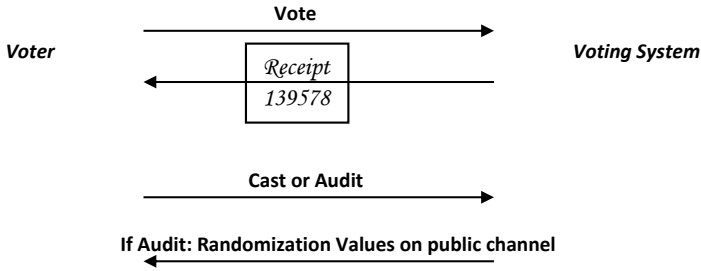 Vote
Voter
Voting System
Receipt
139578
Cast or Audit
If Audit: Randomization Values on public channel